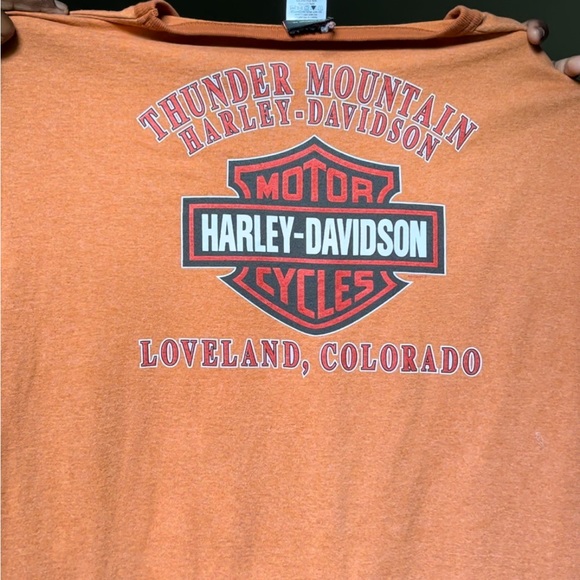 THUNDER MOUNTAIN
HARLEY-DAVIDSON
MOTOR
HARLEY-DAVIDSON
CYCLES
LOVELAND, COLORADO